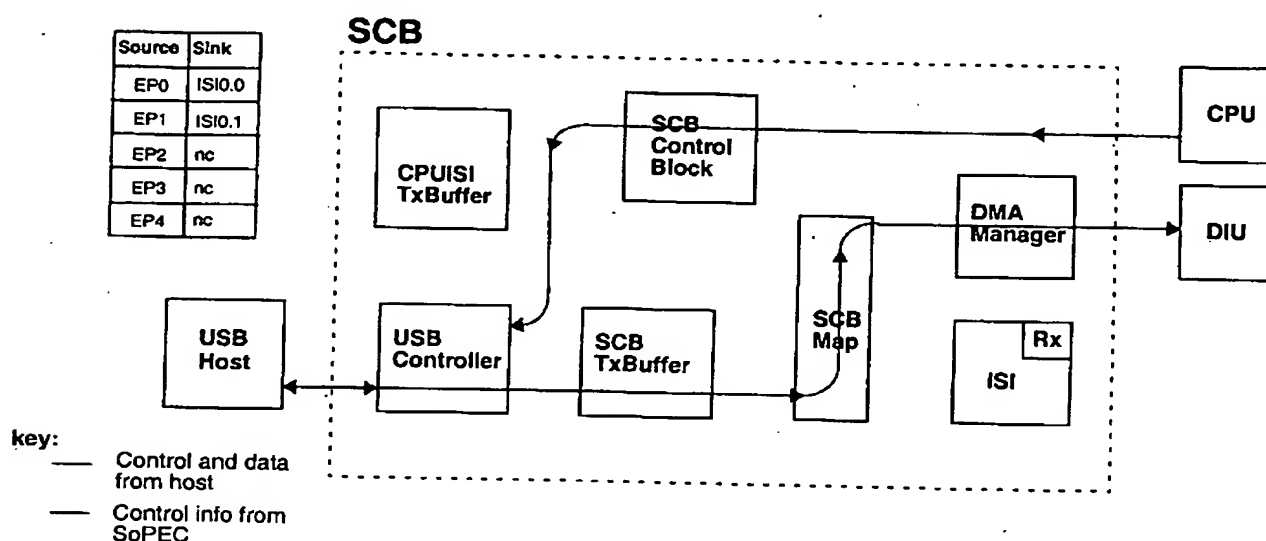 SCB
Source Sink
EP0 ISI0.0
EP1 ISI0.1
EP2 nc
EP3 nc
EP4 nc
CPUISI
TxBuffer
SCB
Control
Block
CPU
DMA
Manager
DIU
USB
Host
USB
Controller
SCB
TxBuffer
SCB
Map
Rx
ISI
key:
Control and data
from host
Control info from
SoPEC